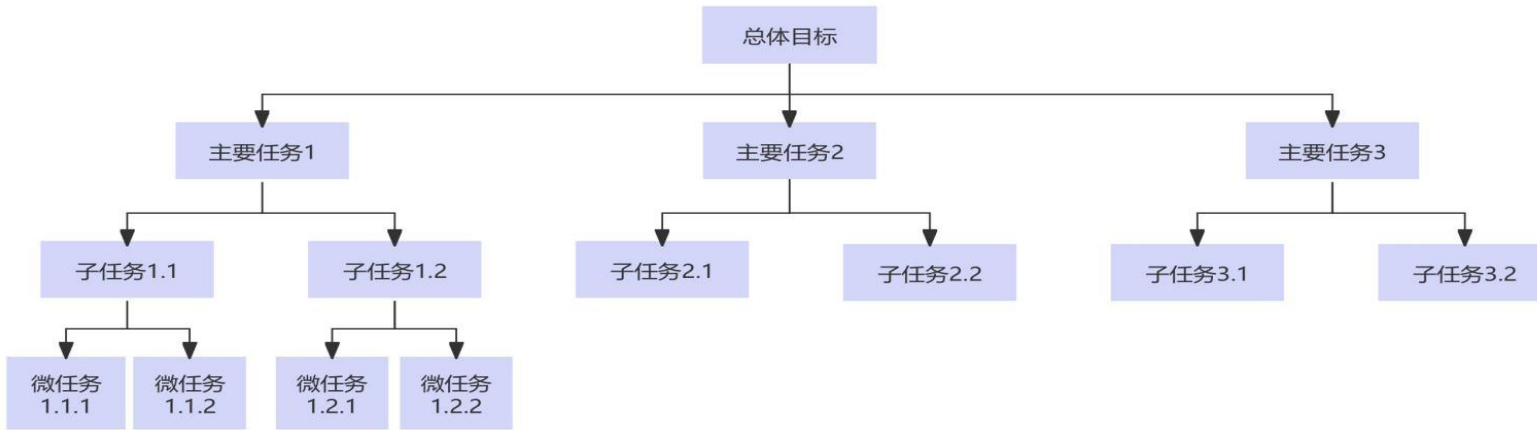 总体目标
主要任务1
主要任务2
主要任务3
子任务1.1
子任务1.2
子任务2.1
子任务2.2
子任务3.1
子任务3.2
微任务
1.1.1
微任务
1.1.2
微任务
1.2.1
微任务
1.2.2